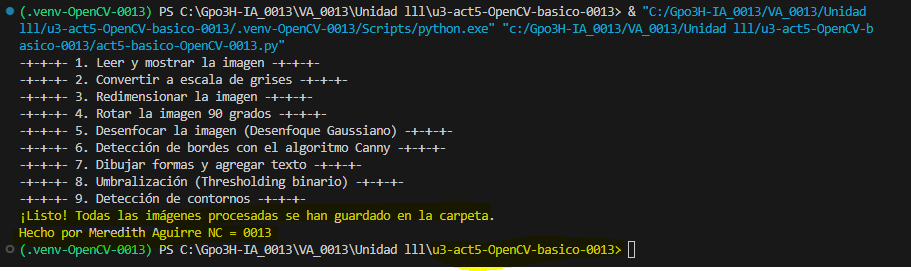 (.venv-OpenCV-0013) PS C:\Gpo3H-IA_0013\VA_0013\Unidad lll\u3-act5-OpenCV-basico-0013> & "C:/Gpo3H-IA_0013/VA_0013/Unidad
lll/u3-act5-OpenCV-basico-0013/.venv-OpenCV-0013/Scripts/python.exe" "c:/Gpo3H-IA_0013/VA_0013/Unidad lll/u3-act5-OpenCV-b
asico-0013/act5-basico-OpenCV-0013.py"
-+-+-+- 1. Leer y mostrar la imagen -+-+-+-
-+-+-+- 2. Convertir a escala de grises -+-+-+-
-+-+-+- 3. Redimensionar la imagen -+-+-+-
-+-+-+- 4. Rotar la imagen 90 grados -+-+-+-
-+-+-+- 5. Desenfocar la imagen (Desenfoque Gaussiano) -+-+-+-
-+-+-+- 6. Detección de bordes con el algoritmo Canny -+-+-+-
-+-+-+- 7. Dibujar formas y agregar texto -+-+-+-
-+-+-+- 8. Umbralización (Thresholding binario) -+-+-+-
-+-+-+- 9. Detección de contornos -+-+-+-
¡Listo! Todas las imágenes procesadas se han guardado en la carpeta.
Hecho por Meredith Aguirre NC = 0013
(.venv-OpenCV-0013) PS C:\Gpo3H-IA_0013\VA_0013\Unidad lll\u3-act5-OpenCV-basico-0013>